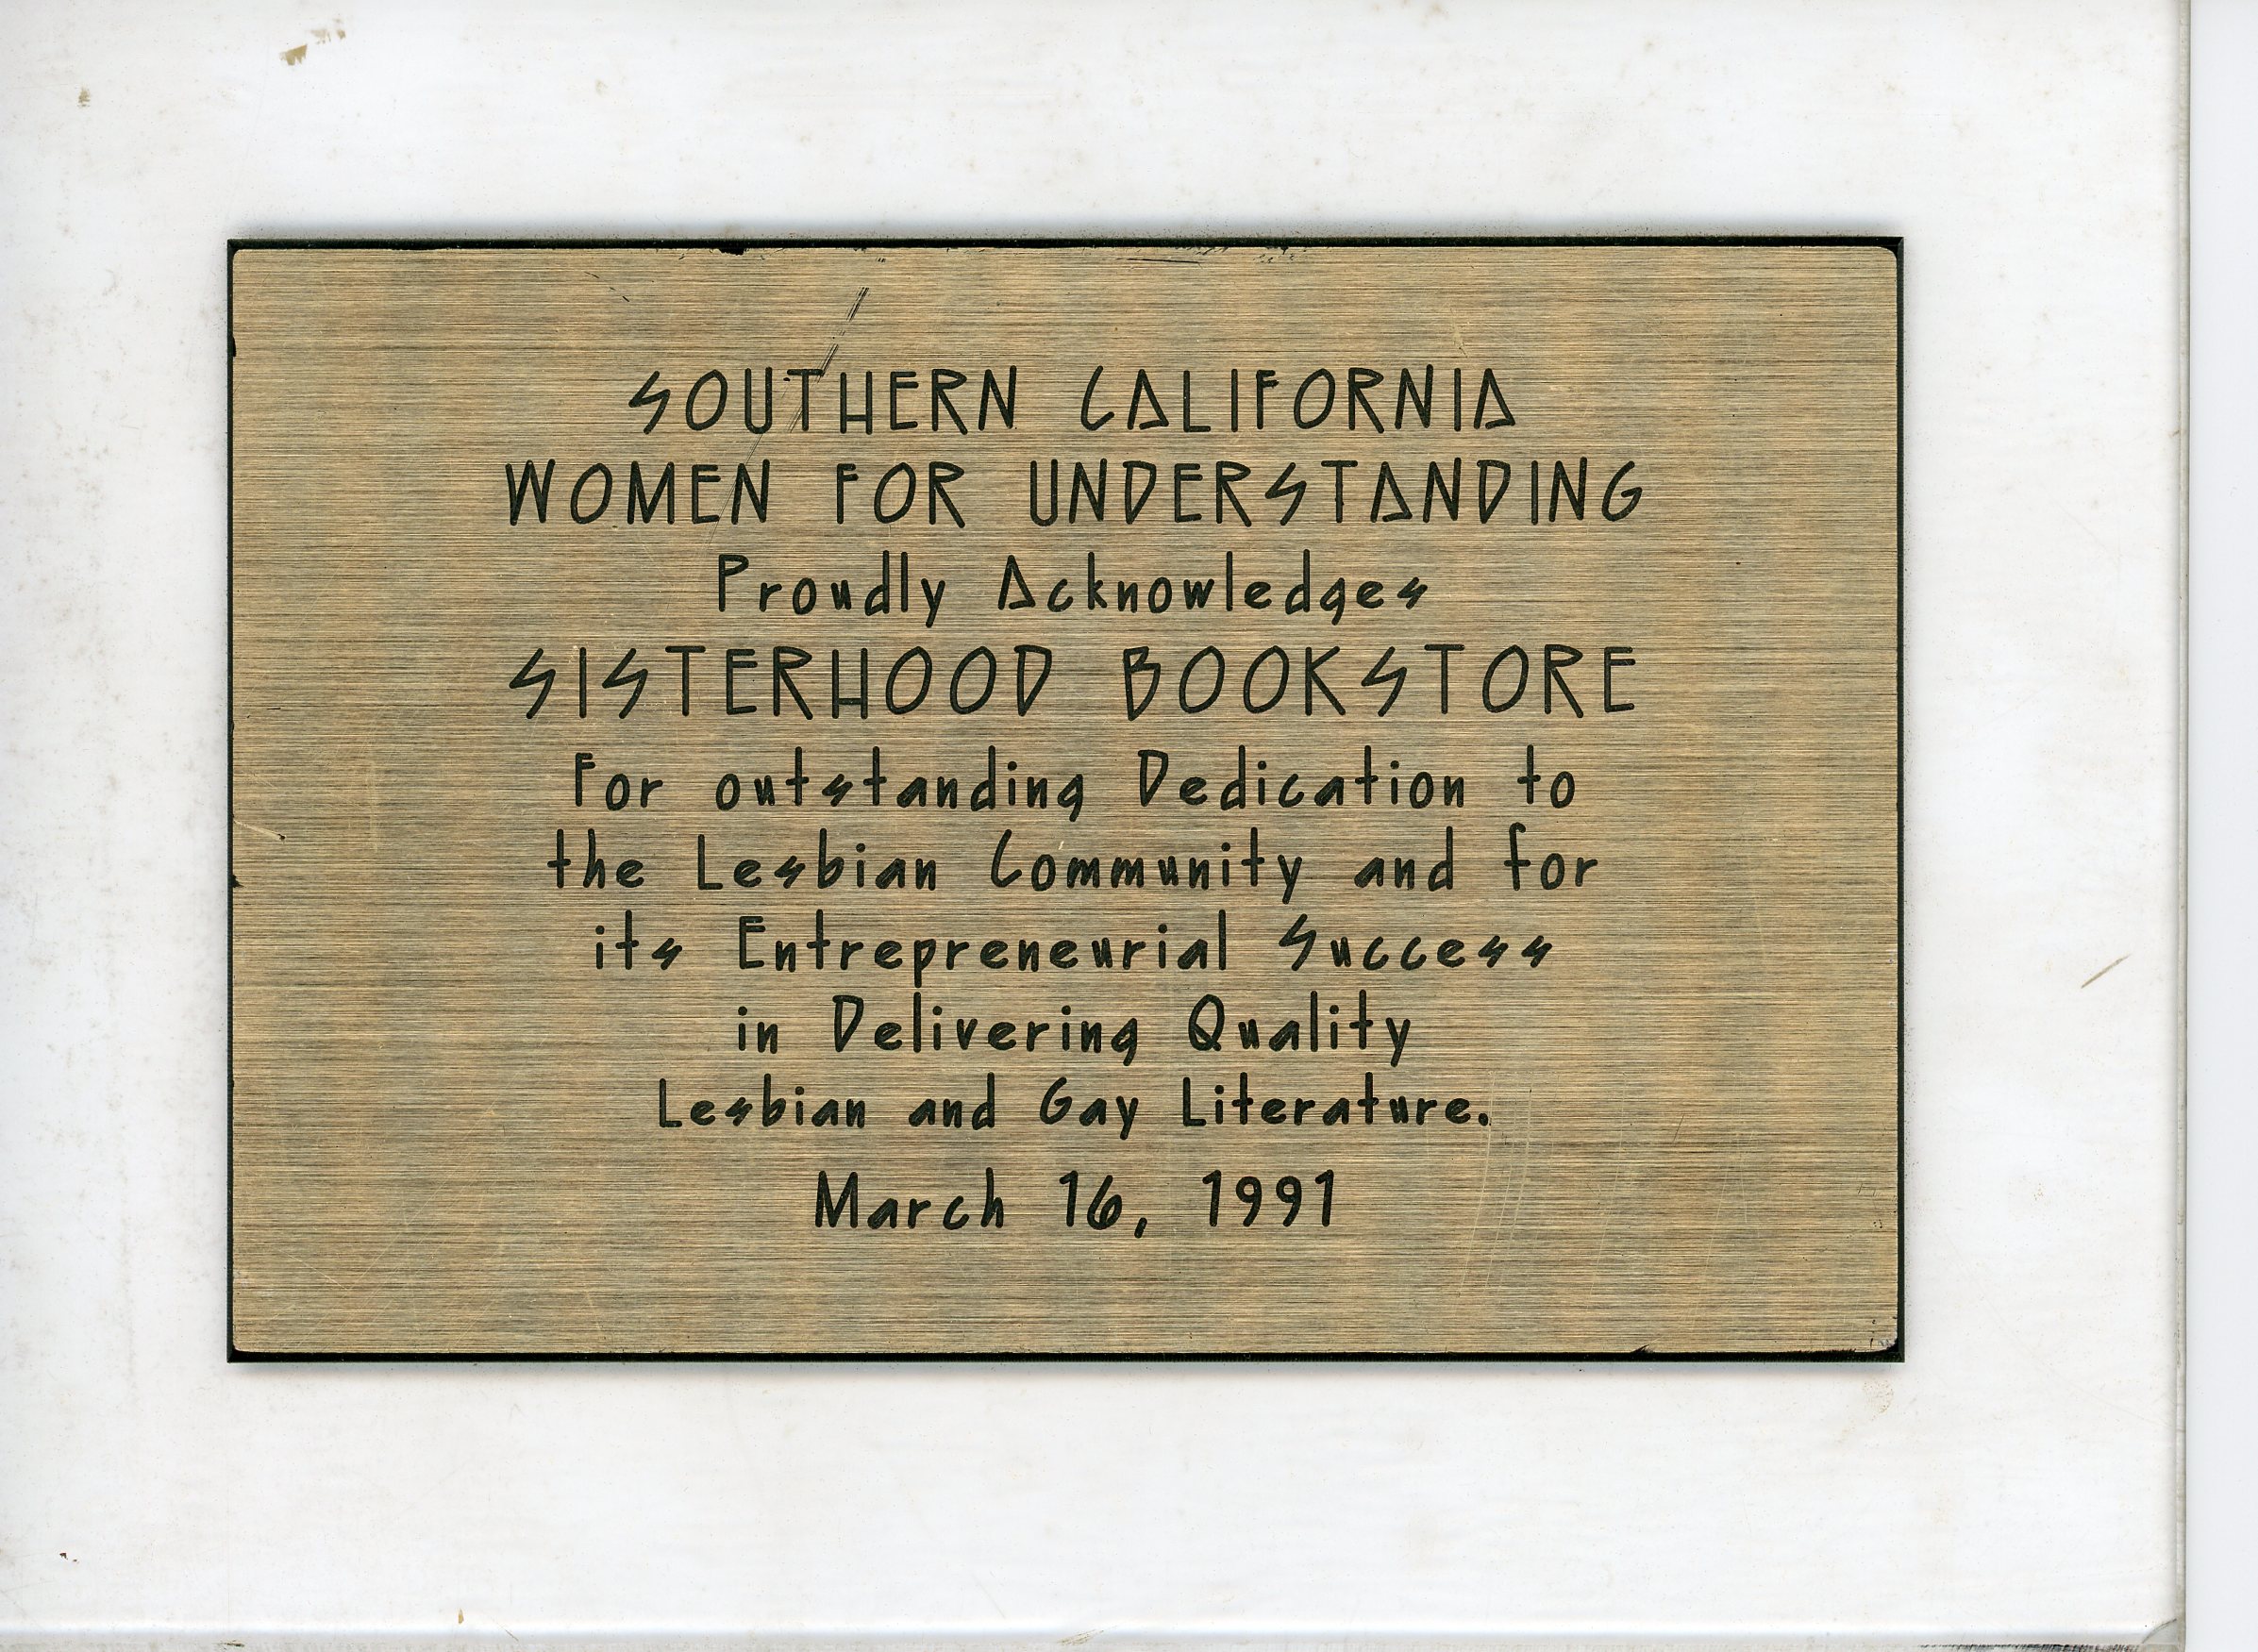 SOUTHERN CALIFORNIA
WOMEN FOR UNDERSTANDING
Proudly Acknowledges
SISTERHOOD BOOKSTORE
For outstanding Dedication to
the Lesbian Community and for
its Entrepreneurial Success
in Delivering Quality
Lesbian and Gay Literature.
March 16, 1991